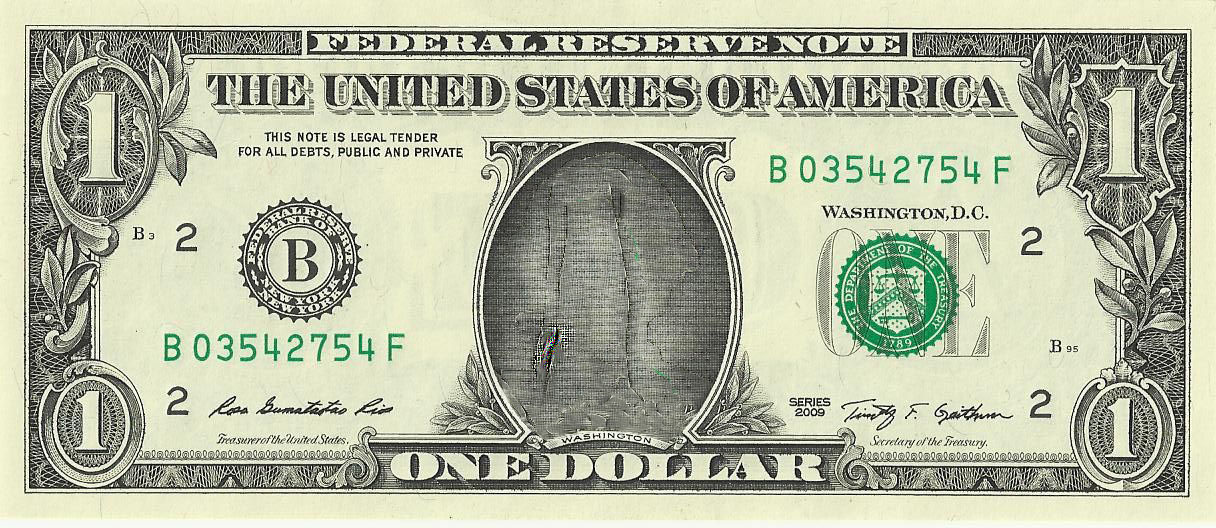 FEDERAL RESERVE NOTE
THE UNITED STATES OF AMERICA
1
1
THIS NOTE IS LEGAL TENDER
FOR ALL DEBTS, PUBLIC AND PRIVATE
B 03542754 F
WASHINGTON, D.C.
B 3
2
FEDERAL RESERVE
BANK OF
B
NEW YORK
NEW YORK
ONE
THE DEPARTMENT OF THE TREASURY
1789
2
B 03542754 F
B 95
2
Rosa Gumataotao Rios
SERIES
2009
Timothy F. Geithner
2
Treasurer of the United States.
WASHINGTON
Secretary of the Treasury.
1
ONE DOLLAR
1